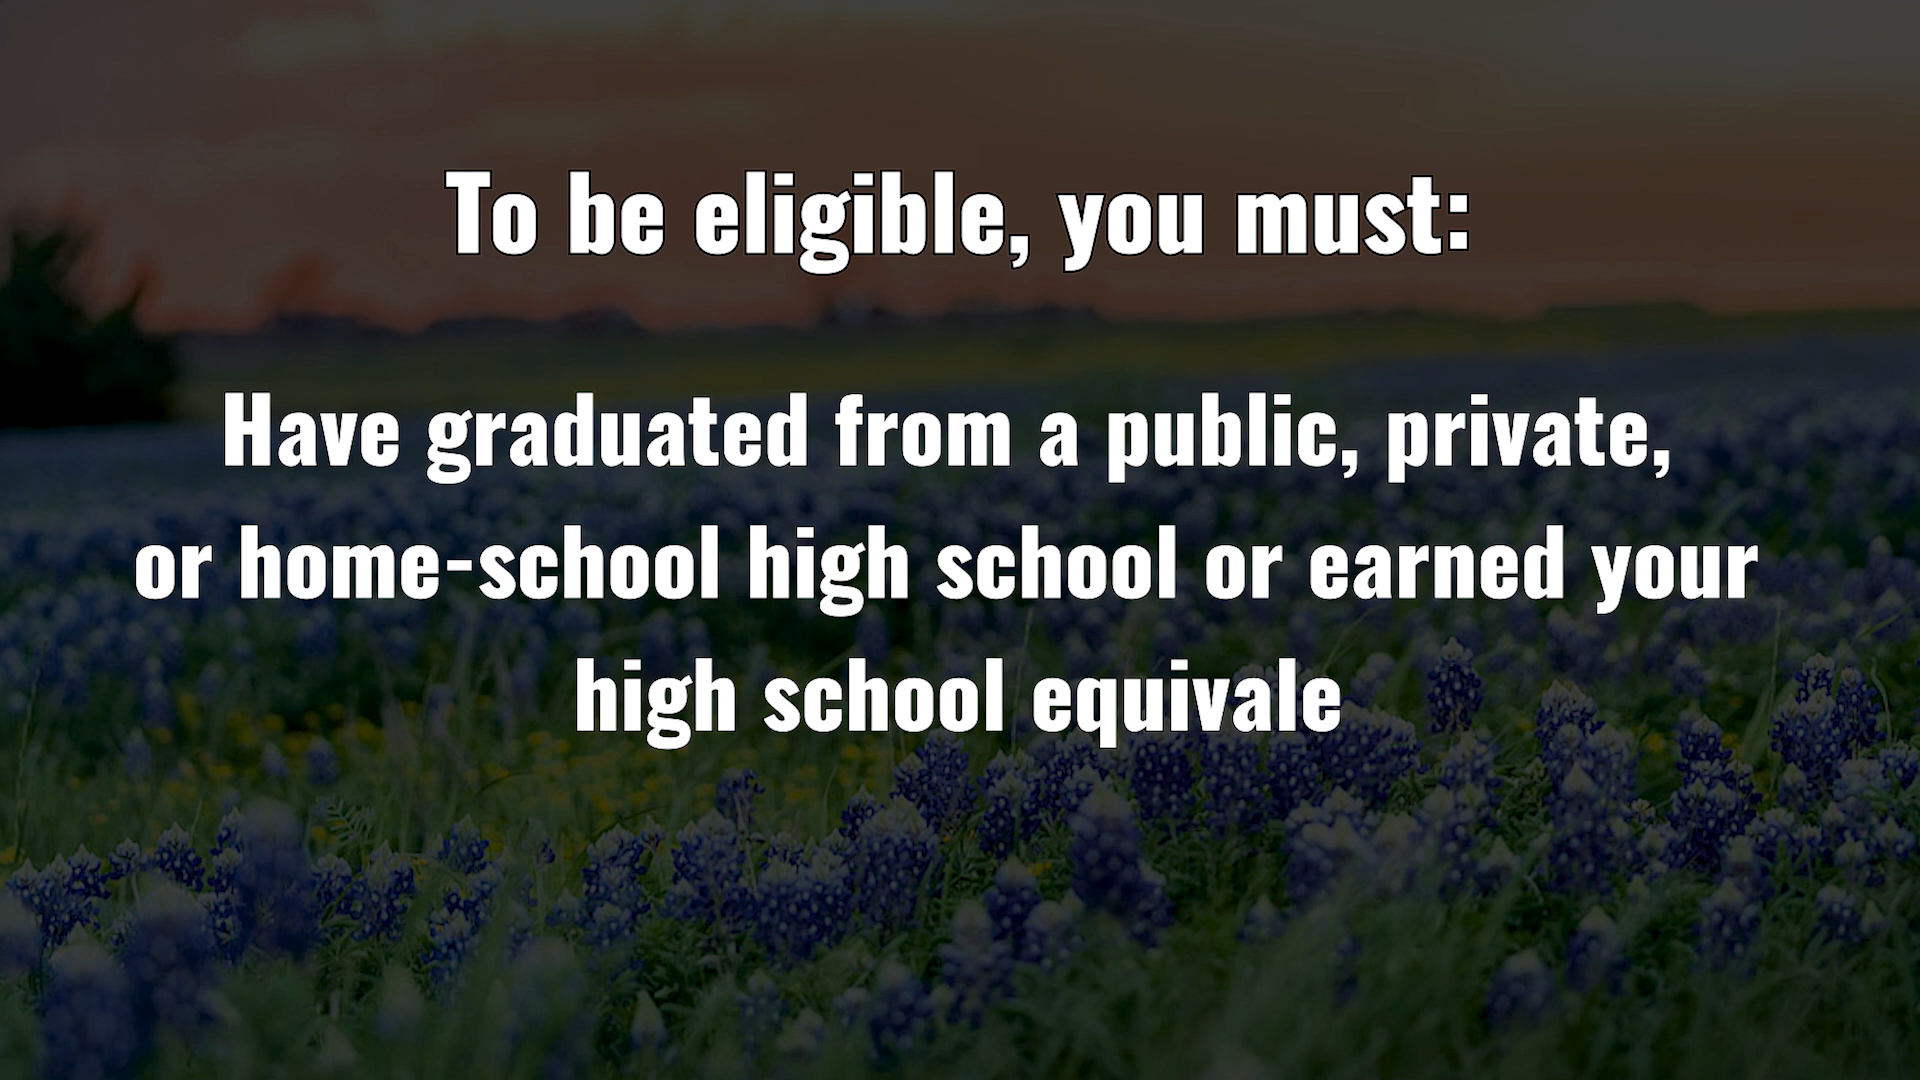 To be eligible, you must:
Have graduated from a public, private,
or home-school high school or earned your
high school equivale